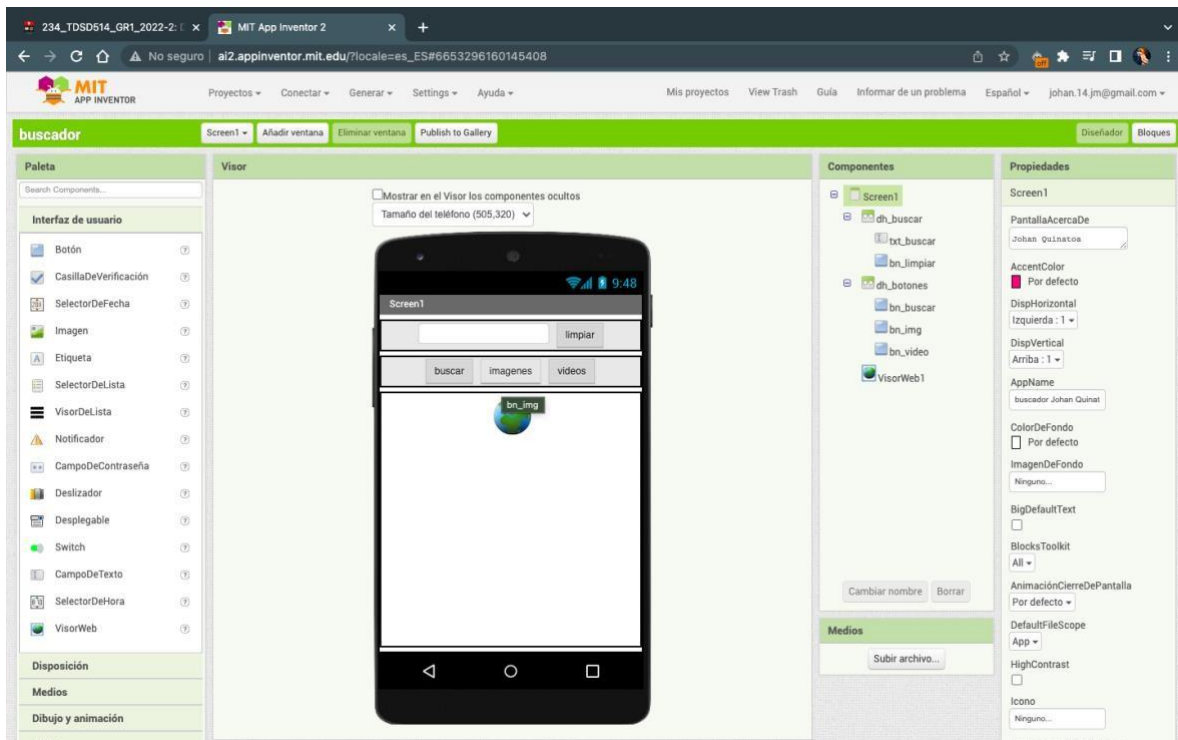 234_TDSD514_GR1_2022-2: D
MIT App Inventor 2
No seguro
ai2.appinventor.mit.edu/?locale=es_ES#6653296160145408
off
MIT
APP INVENTOR
Proyectos
Conectar
Generar
Settings
Ayuda
Mis proyectos
View Trash
Guía
Informar de un problema
Español
johan.14.jm@gmail.com
buscador
Screen1
Añadir ventana
Eliminar ventana
Publish to Gallery
Diseñador
Bloques
Paleta
Search Components...
Interfaz de usuario
Botón
CasillaDeVerificación
SelectorDeFecha
Imagen
Etiqueta
SelectorDeLista
VisorDeLista
Notificador
CampoDeContraseña
Deslizador
Desplegable
Switch
CampoDeTexto
SelectorDeHora
VisorWeb
Disposición
Medios
Dibujo y animación
Visor
Mostrar en el Visor los componentes ocultos
Tamaño del teléfono (505,320)
9:48
Screen1
limpiar
buscar
imagenes
videos
bn_img
Componentes
Screen1
dh_buscar
txt_buscar
bn_limpiar
dh_botones
bn_buscar
bn_img
bn_video
VisorWeb1
Cambiar nombre
Borrar
Medios
Subir archivo...
Propiedades
Screen1
PantallaAcercaDe
Johan Quinatoa
AccentColor
Por defecto
DispHorizontal
Izquierda : 1
DispVertical
Arriba : 1
AppName
buscador Johan Quinat
ColorDeFondo
Por defecto
ImagenDeFondo
Ninguno...
BigDefaultText
BlocksToolkit
All
AnimaciónCierreDePantalla
Por defecto
DefaultFileScope
App
HighContrast
Icono
Ninguno...